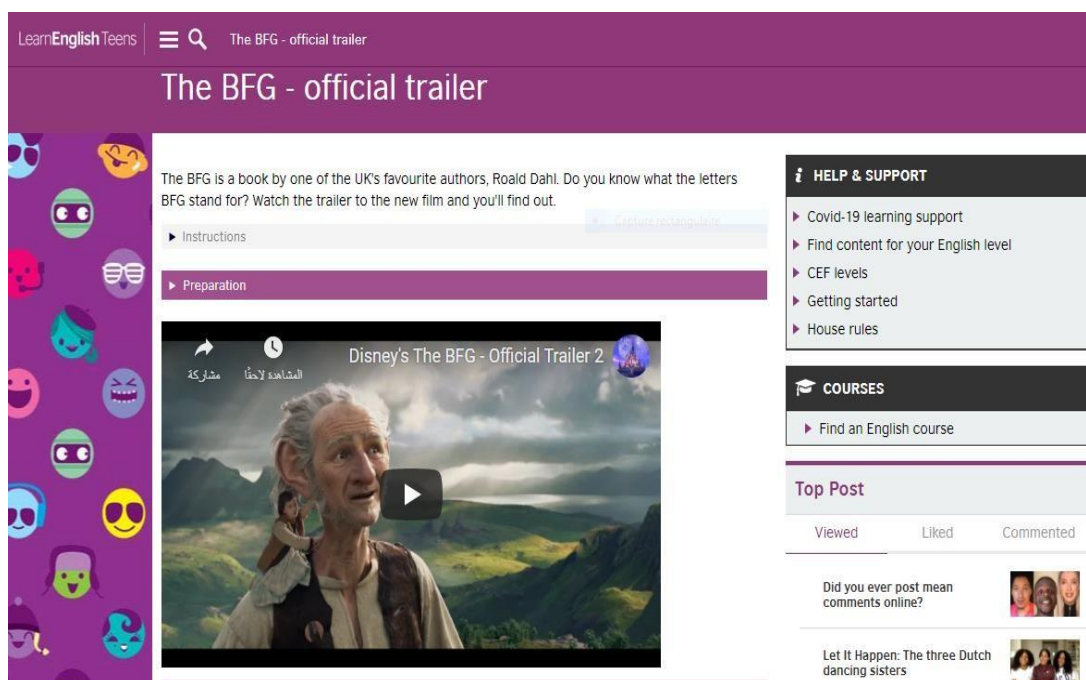 LearnEnglish Teens
The BFG - official trailer
The BFG - official trailer
The BFG is a book by one of the UK's favourite authors, Roald Dahl. Do you know what the letters
BFG stand for? Watch the trailer to the new film and you'll find out.
Capture rectangulaire
Instructions
Preparation
Disney's The BFG - Official Trailer 2
مشاركة
المشاهدة لاحقًا
i HELP & SUPPORT
Covid-19 learning support
Find content for your English level
CEF levels
Getting started
House rules
COURSES
Find an English course
Top Post
Viewed Liked Commented
Did you ever post mean
comments online?
Let It Happen: The three Dutch
dancing sisters